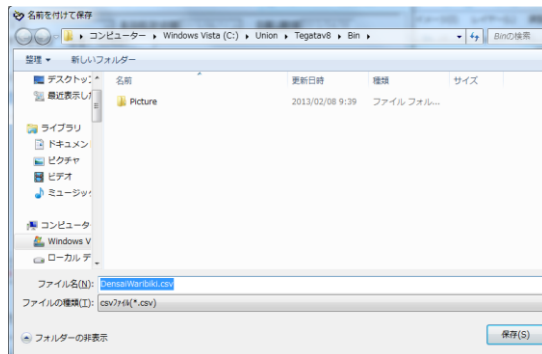 名前を付けて保存
コンピューター ▸ Windows Vista (C:) ▸ Union ▸ Tegatav8 ▸ Bin ▸
Binの検索
整理 ▼ 新しいフォルダー
デスクトップ
最近表示した
ライブラリ
ドキュメン
ピクチャ
ビデオ
ミュージック
コンピュータ
Windows V
ローカル デ
名前 更新日時 種類 サイズ
Picture 2013/02/08 9:39 ファイル フォル...
ファイル名(N): DensaiWaribiki.csv
ファイルの種類(T): csvファイル(*.csv)
フォルダーの非表示
保存(S)